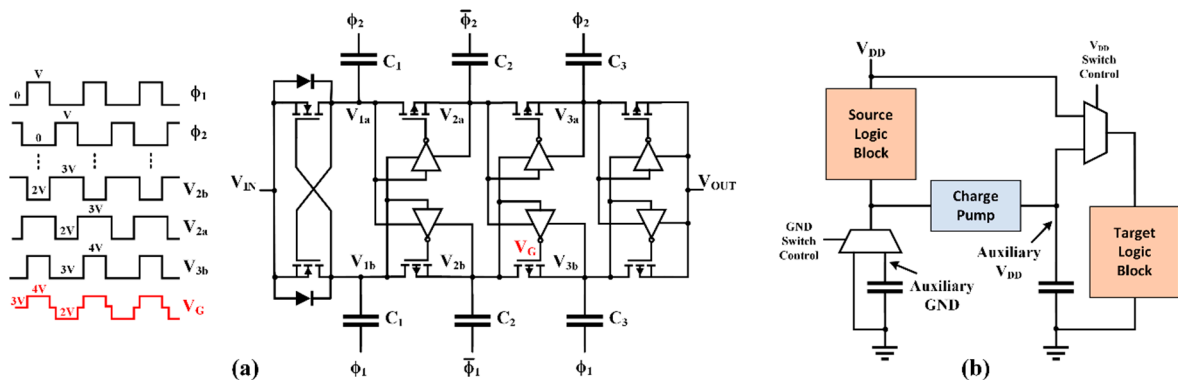 V
0
ϕ1
V
0
ϕ2
3V
2V
V2b
3V
2V
V2a
4V
3V
V3b
4V
3V
2V
VG
ϕ2
ϕ̅2
ϕ2
C1
C2
C3
V1a
V2a
V3a
VIN
VOUT
VG
V1b
V2b
V3b
C1
C2
C3
ϕ1
ϕ̅1
ϕ1
(a)
VDD
VDD
Switch
Control
Source
Logic
Block
Charge
Pump
GND
Switch
Control
Auxiliary
GND
Auxiliary
VDD
Target
Logic
Block
(b)